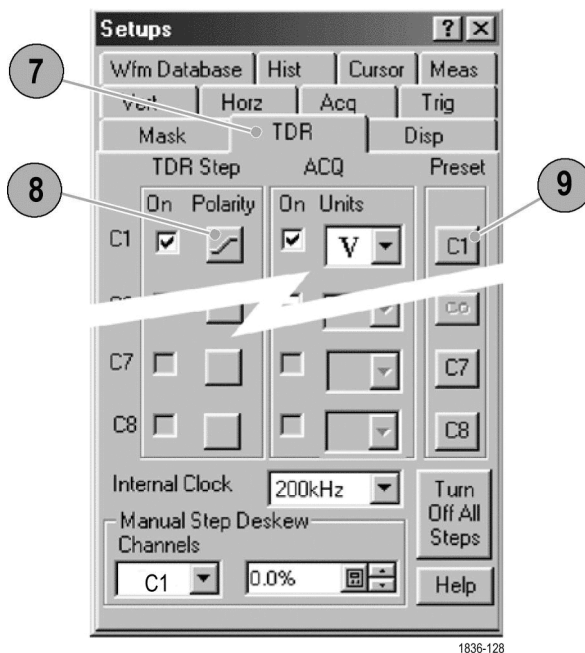 Setups ? ×
Wfm Database Hist Cursor Meas
Vert Horz Acq Trig
Mask TDR Disp
7
TDR Step ACQ Preset
8
9
On Polarity On Units
C1 V C1
C7 C7
C8 C8
Internal Clock 200kHz
Turn
Off All
Steps
Manual Step Deskew
Channels
C1 0.0%
Help
1836-128